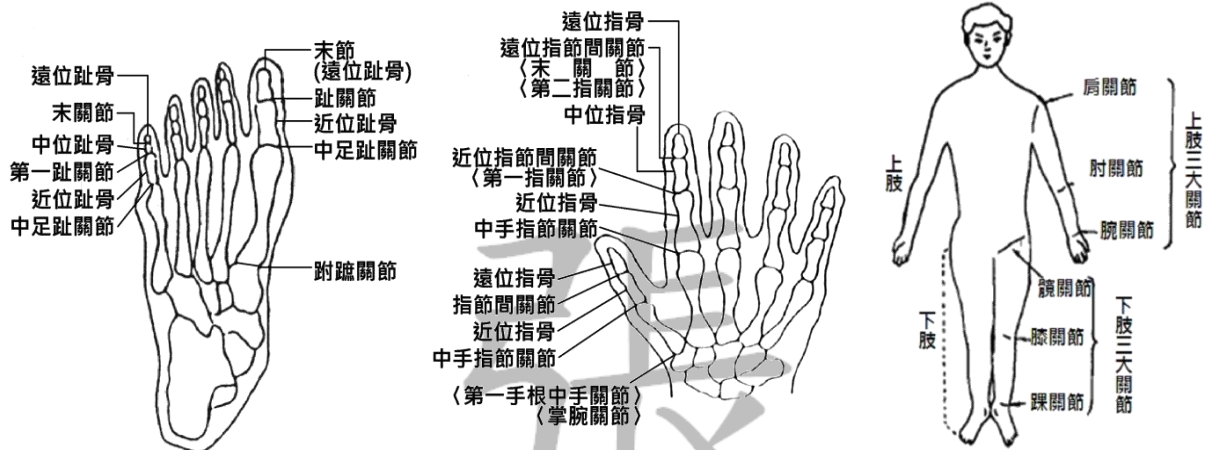 遠位趾骨
末關節
中位趾骨
第一趾關節
近位趾骨
中足趾關節
末節
(遠位趾骨)
趾關節
近位趾骨
中足趾關節
跗蹠關節
遠位指骨
遠位指節間關節
〈末關節〉
〈第二指關節〉
中位指骨
近位指節間關節
〈第一指關節〉
近位指骨
中手指節關節
遠位指骨
指節間關節
近位指骨
中手指節關節
〈第一手根中手關節〉
〈掌腕關節〉
上肢
下肢
肩關節
肘關節
腕關節
上肢三大關節
髖關節
膝關節
踝關節
下肢三大關節